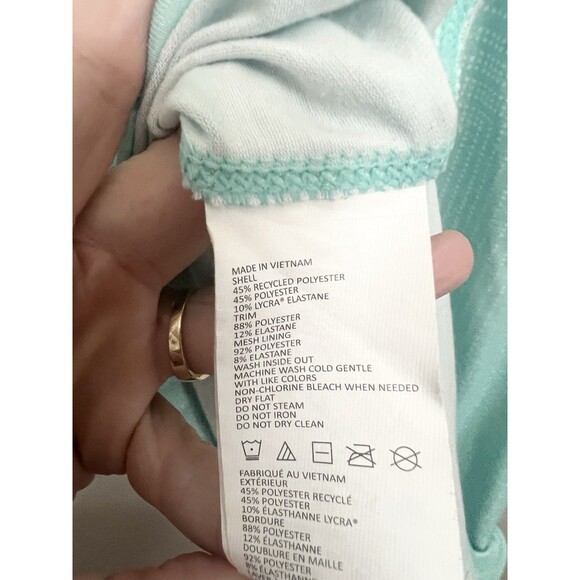 MADE IN VIETNAM
SHELL
45% RECYCLED POLYESTER
45% POLYESTER
10% LYCRA® ELASTANE
TRIM
88% POLYESTER
12% ELASTANE
MESH LINING
92% POLYESTER
8% ELASTANE
WASH INSIDE OUT
MACHINE WASH COLD GENTLE
WITH LIKE COLORS
NON-CHLORINE BLEACH WHEN NEEDED
DRY FLAT
DO NOT STEAM
DO NOT IRON
DO NOT DRY CLEAN
FABRIQUÉ AU VIETNAM
EXTÉRIEUR
45% POLYESTER RECYCLÉ
45% POLYESTER
10% ÉLASTHANNE LYCRA®
BORDURE
88% POLYESTER
12% ÉLASTHANNE
DOUBLURE EN MAILLE
92% POLYESTER
8% ÉLASTHANNE